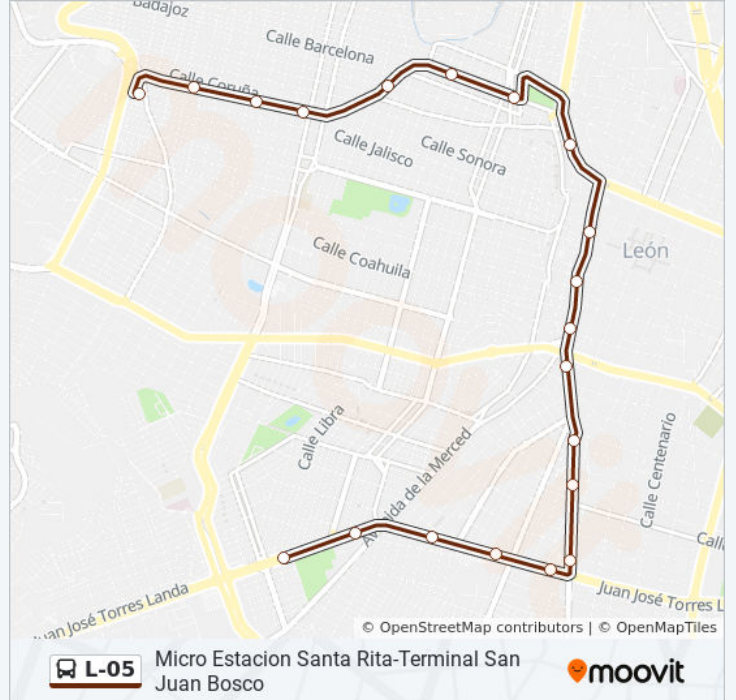 Badajoz
Calle Barcelona
Calle Coruña
Calle Jalisco
Calle Sonora
León
Calle Coahuila
Calle Libra
Avenida de la Merced
Calle Centenario
Juan José Torres Landa
Juan José Torres L
© OpenStreetMap contributors | © OpenMapTiles
L-05
Micro Estacion Santa Rita-Terminal San
Juan Bosco
moovit